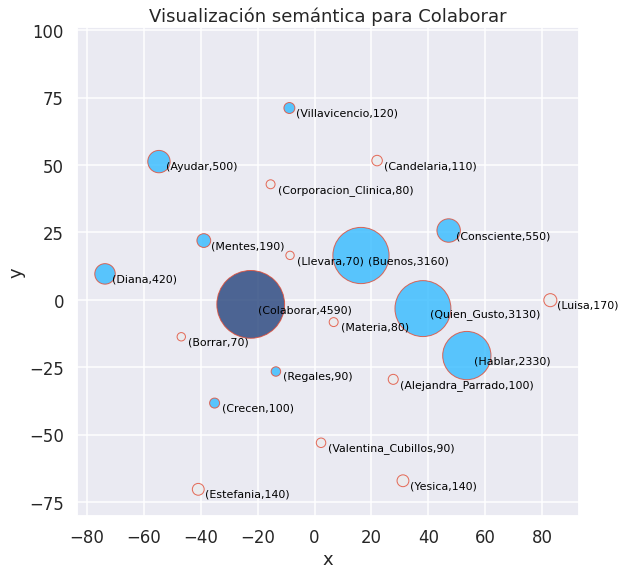 Visualización semántica para Colaborar
y
100
75
50
25
0
−25
−50
−75
(Villavicencio,120)
(Ayudar,500)
(Candelaria,110)
(Corporacion_Clinica,80)
(Consciente,550)
(Mentes,190)
(Llevara,70)
(Buenos,3160)
(Diana,420)
(Luisa,170)
(Colaborar,4590)
(Quien_Gusto,3130)
(Materia,80)
(Borrar,70)
(Hablar,2330)
(Regales,90)
(Alejandra_Parrado,100)
(Crecen,100)
(Valentina_Cubillos,90)
(Yesica,140)
(Estefania,140)
−80 −60 −40 −20 0 20 40 60 80
x